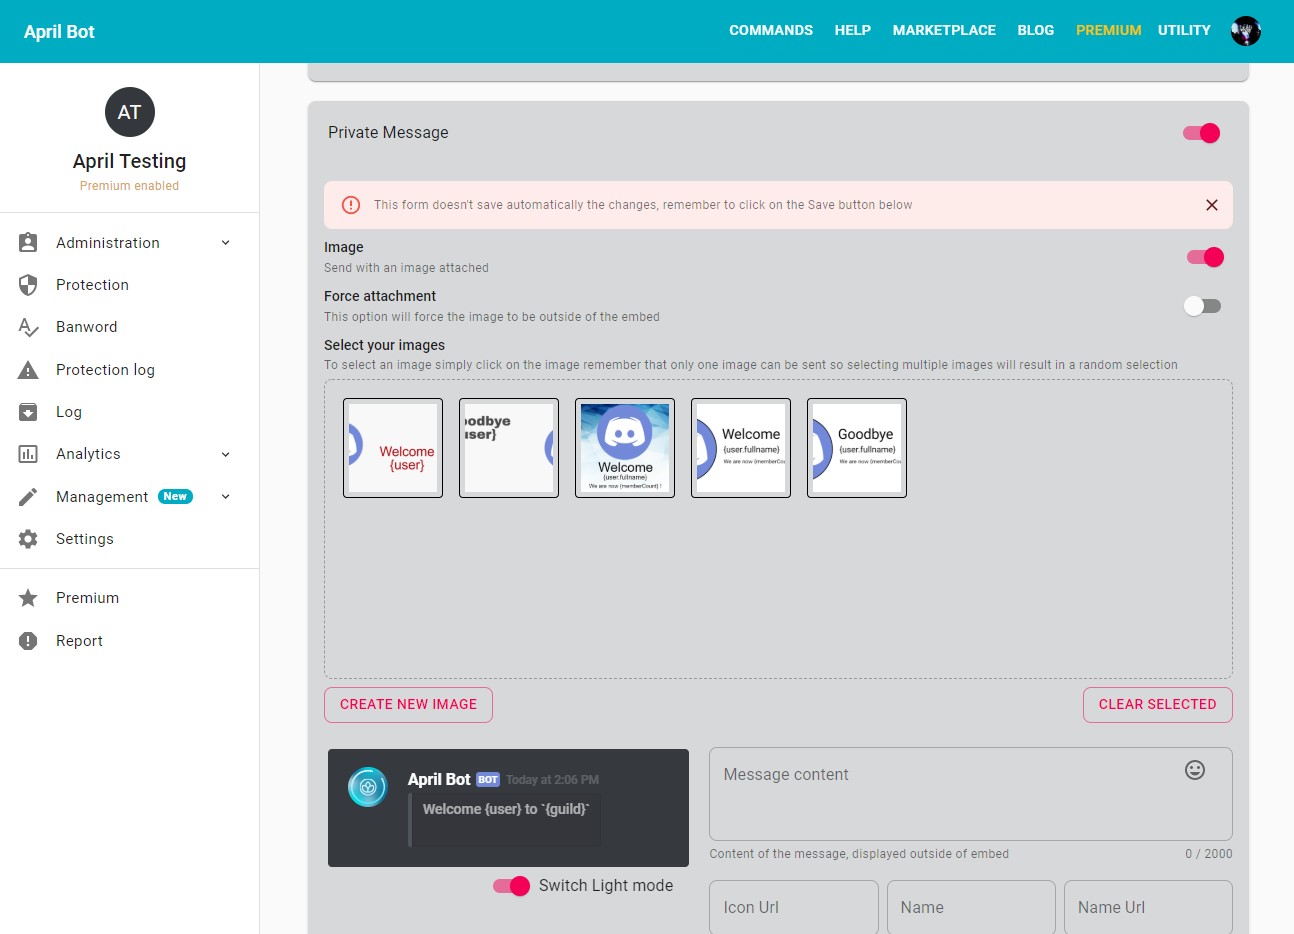 April Bot
COMMANDS HELP MARKETPLACE BLOG PREMIUM UTILITY
AT
April Testing
Premium enabled
Administration
Protection
Banword
Protection log
Log
Analytics
Management New
Settings
Premium
Report
Private Message
This form doesn't save automatically the changes, remember to click on the Save button below
Image
Send with an image attached
Force attachment
This option will force the image to be outside of the embed
Select your images
To select an image simply click on the image remember that only one image can be sent so selecting multiple images will result in a random selection
Welcome
{user}
oodbye
user}
Welcome
{user.fullname}
We are now {memberCount} !
Welcome
{user.fullname)
We are now {memberCou
Goodbye
{user.fullname)
We are now {memberCou
CREATE NEW IMAGE
CLEAR SELECTED
April Bot BOT Today at 2:06 PM
Welcome {user} to `{guild}`
Switch Light mode
Message content
Content of the message, displayed outside of embed 0 / 2000
Icon Url Name Name Url